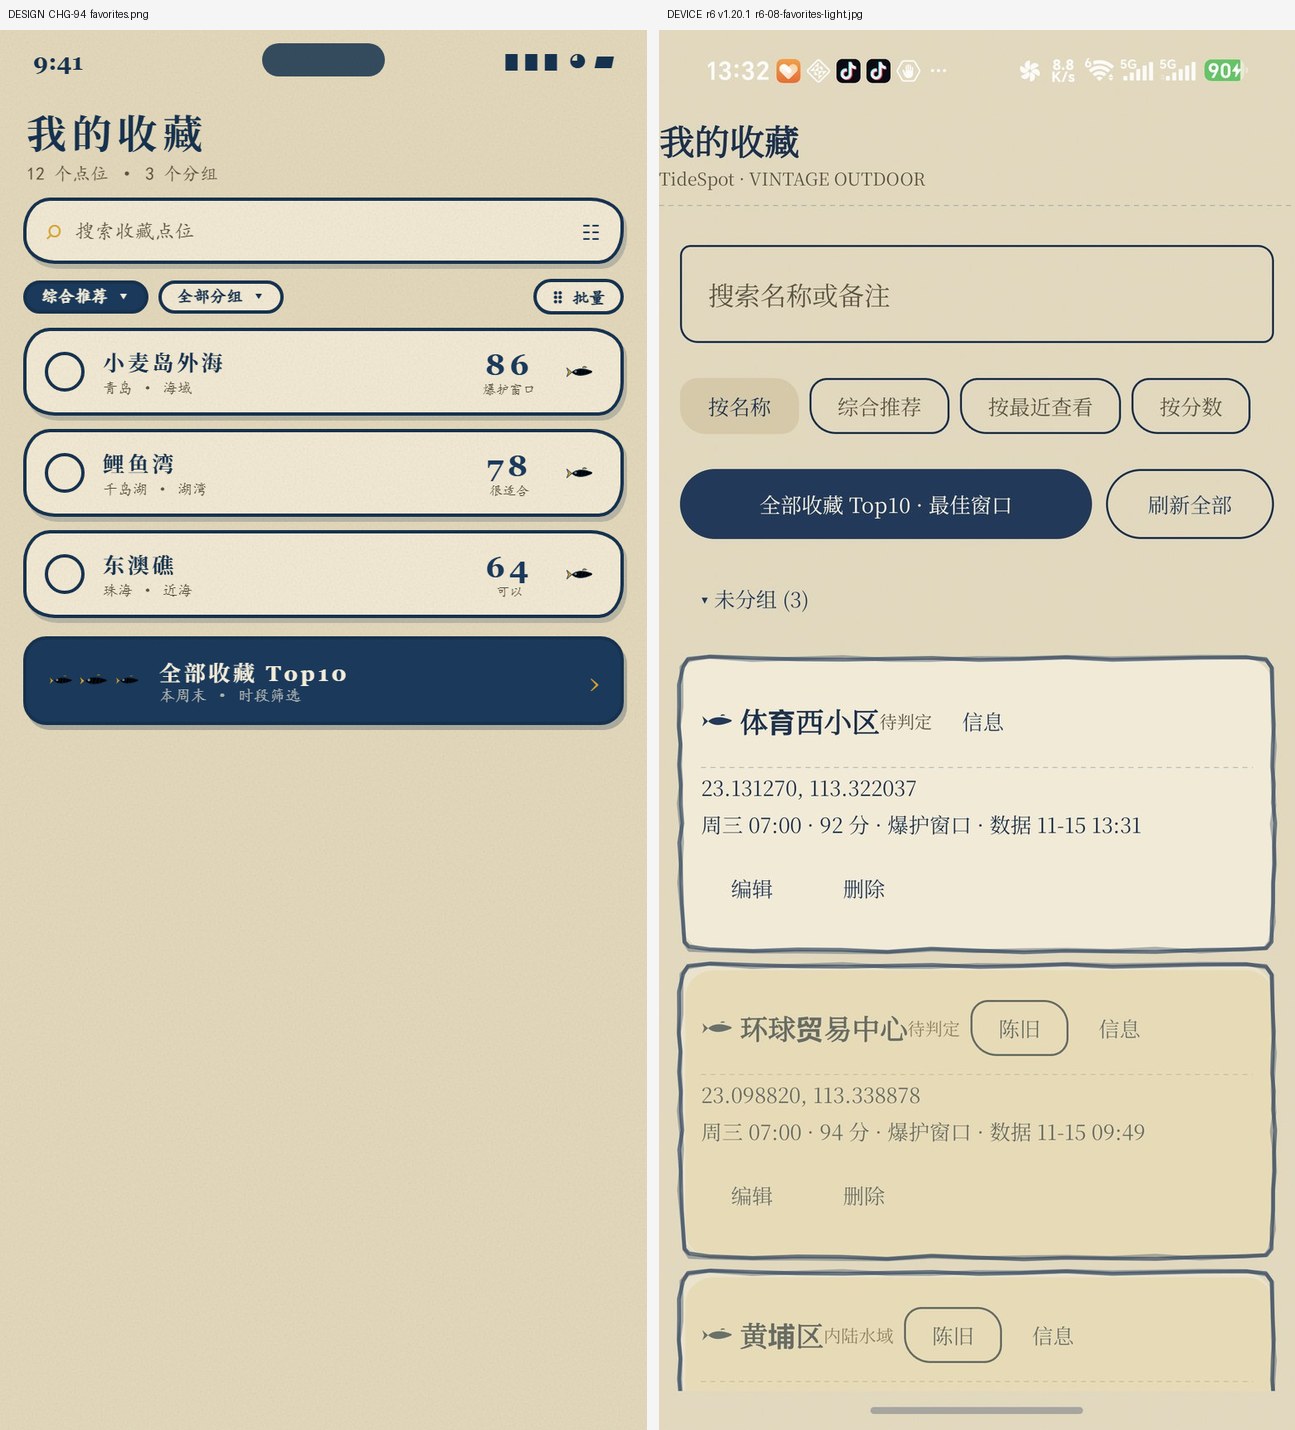 DESIGN CHG-94 favorites.png
9:41
我的收藏
12 个点位 • 3 个分组
搜索收藏点位
综合推荐 ▼ 全部分组 ▼ 批量
小麦岛外海 86
青岛 • 海域 爆护窗口
鲤鱼湾 78
千岛湖 • 湖湾 很适合
东澳礁 64
珠海 • 近海 可以
全部收藏 Top10
本周末 • 时段筛选
DEVICE r6 v1.20.1 r6-08-favorites-light.jpg
13:32 ··· 8.8 K/s 6 5G 5G 90
我的收藏
TideSpot · VINTAGE OUTDOOR
搜索名称或备注
按名称 综合推荐 按最近查看 按分数
全部收藏 Top10 · 最佳窗口 刷新全部
▾ 未分组 (3)
体育西小区 待判定 信息
23.131270, 113.322037
周三 07:00 · 92 分 · 爆护窗口 · 数据 11-15 13:31
编辑 删除
环球贸易中心 待判定 陈旧 信息
23.098820, 113.338878
周三 07:00 · 94 分 · 爆护窗口 · 数据 11-15 09:49
编辑 删除
黄埔区 内陆水域 陈旧 信息